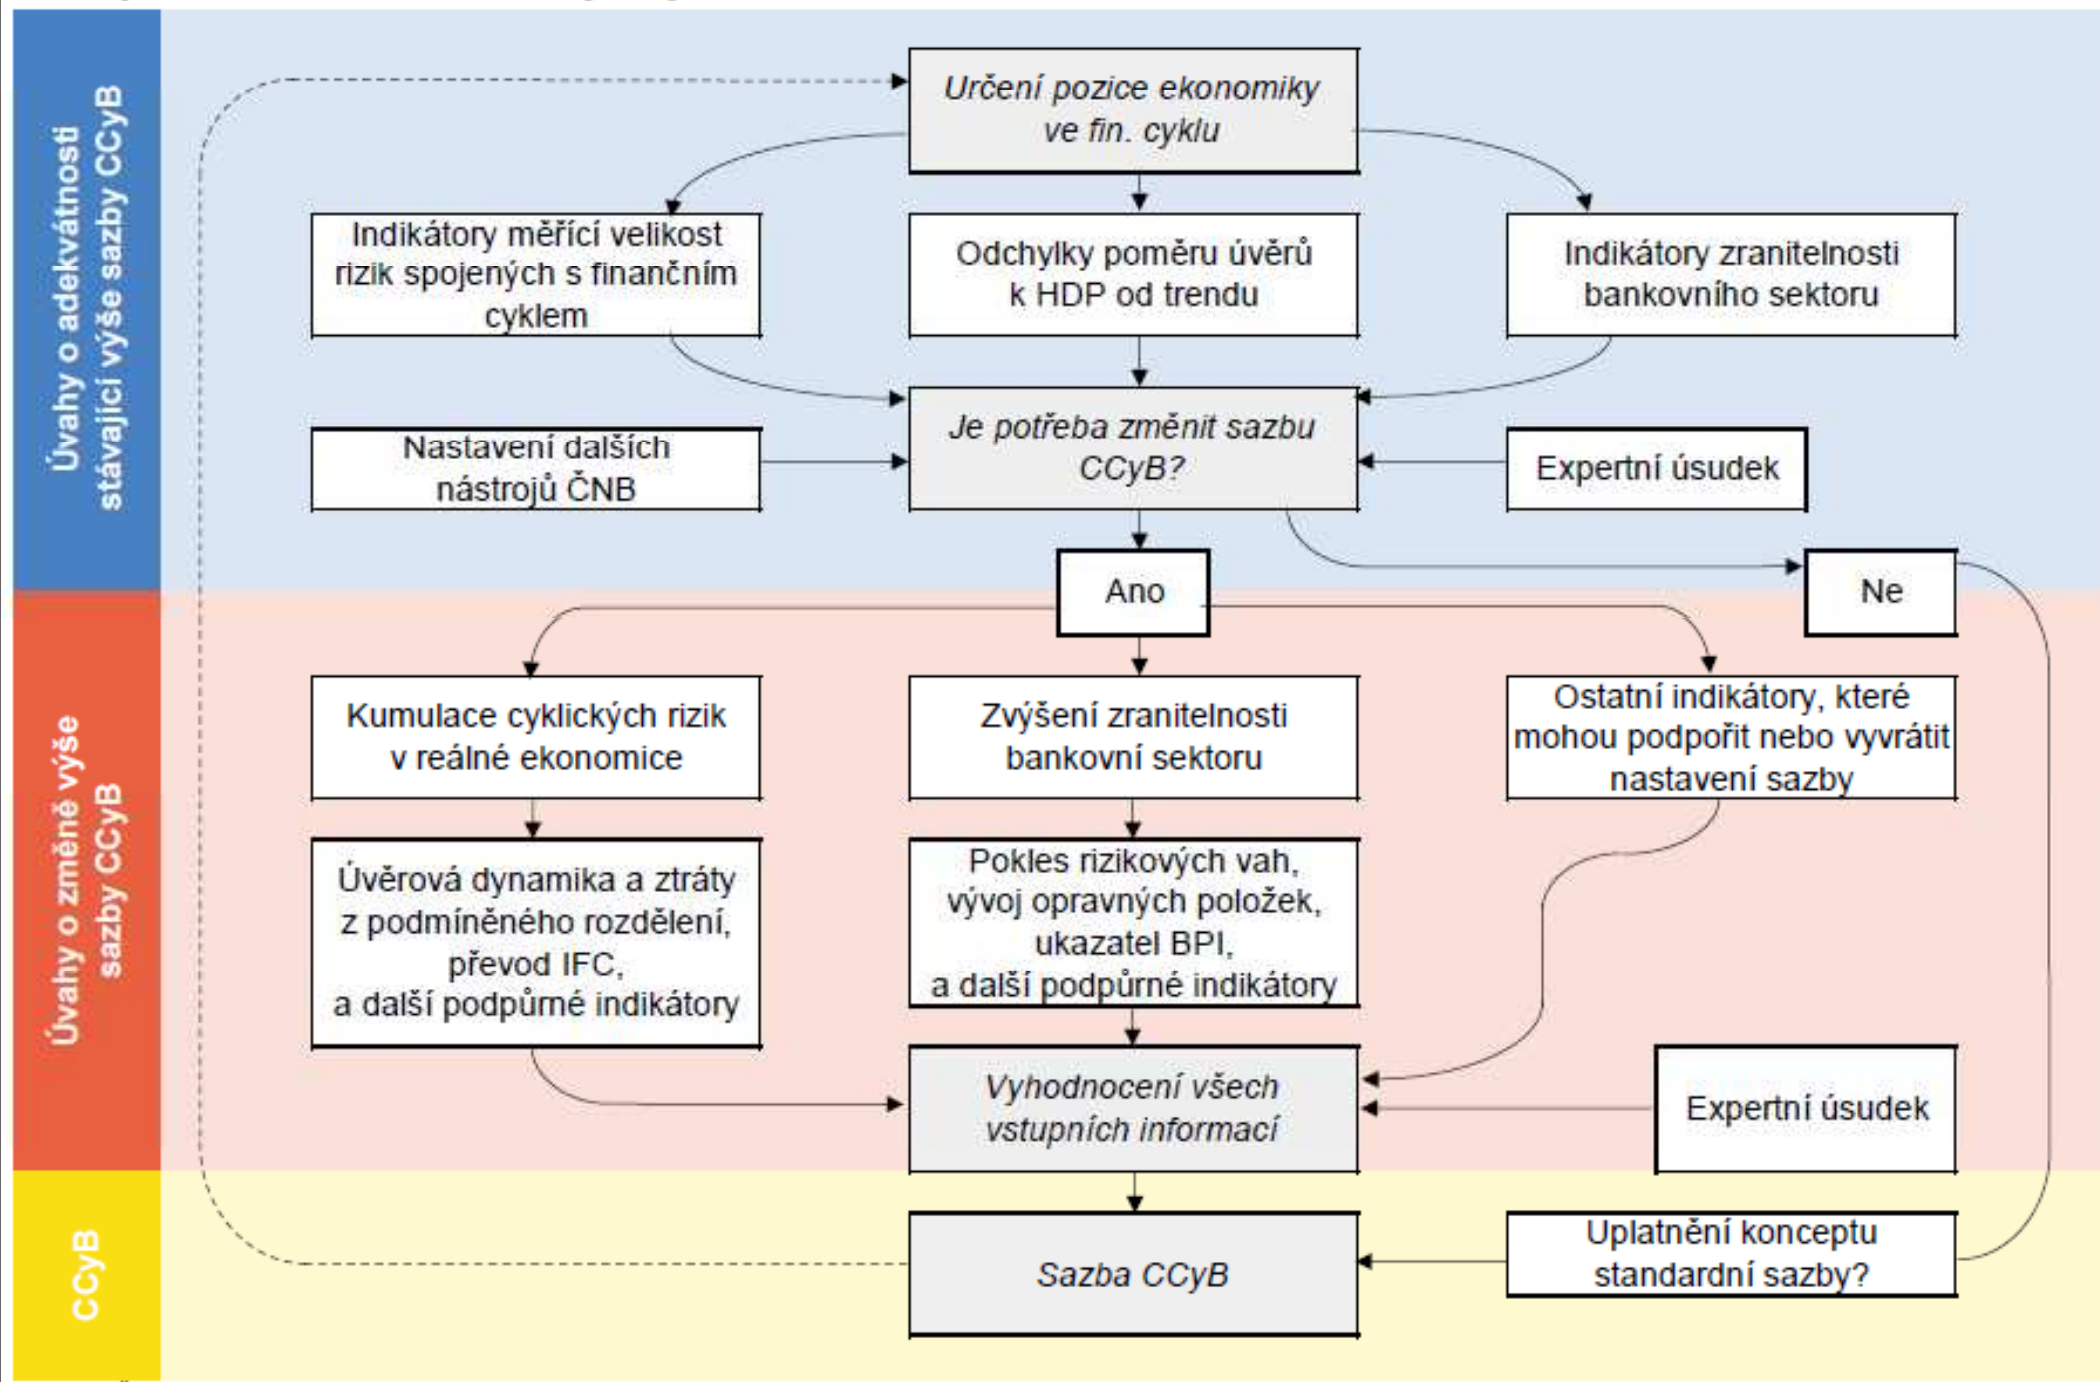 Úvahy o adekvátnosti
stávající výše sazby CCyB
Určení pozice ekonomiky
ve fin. cyklu
Indikátory měřící velikost
rizik spojených s finančním
cyklem
Odchylky poměru úvěrů
k HDP od trendu
Indikátory zranitelnosti
bankovního sektoru
Nastavení dalších
nástrojů ČNB
Je potřeba změnit sazbu
CCyB?
Expertní úsudek
Ano
Ne
Úvahy o změně výše
sazby CCyB
Kumulace cyklických rizik
v reálné ekonomice
Zvýšení zranitelnosti
bankovní sektoru
Ostatní indikátory, které
mohou podpořit nebo vyvrátit
nastavení sazby
Úvěrová dynamika a ztráty
z podmíněného rozdělení,
převod IFC,
a další podpůrné indikátory
Pokles rizikových vah,
vývoj opravných položek,
ukazatel BPI,
a další podpůrné indikátory
Vyhodnocení všech
vstupních informací
Expertní úsudek
CCyB
Sazba CCyB
Uplatnění konceptu
standardní sazby?